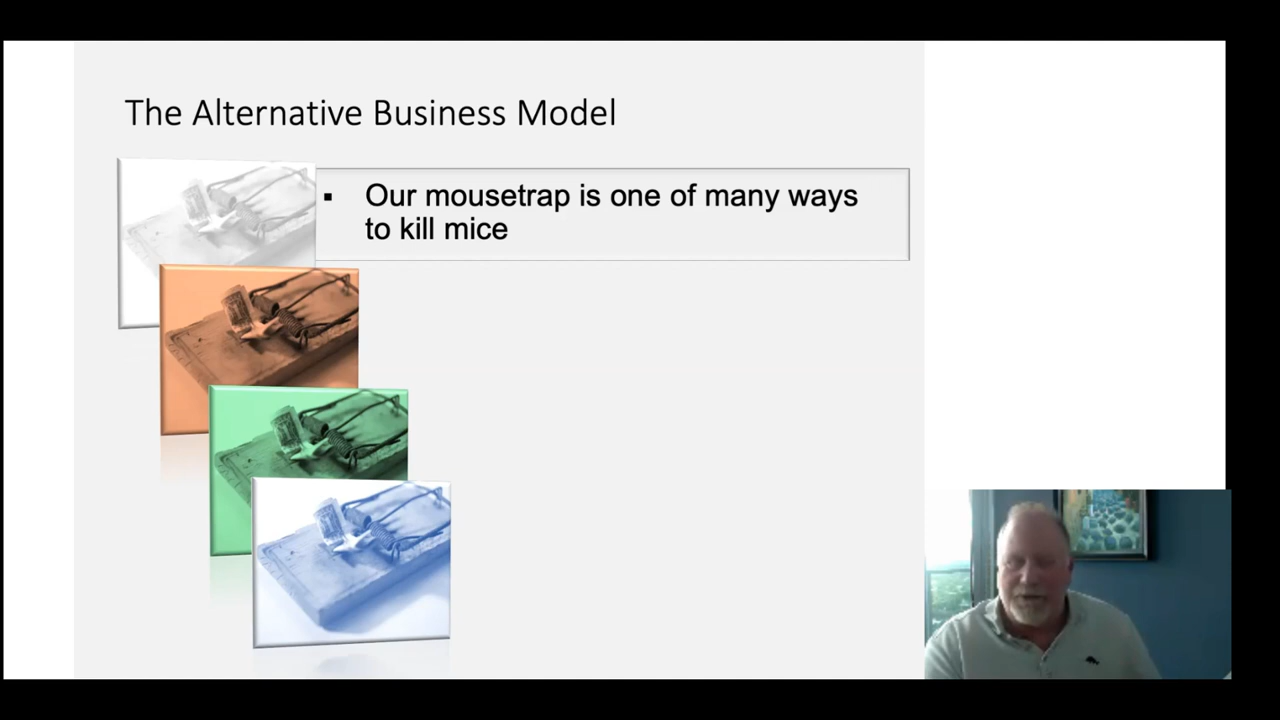 The Alternative Business Model
▪ Our mousetrap is one of many ways
to kill mice